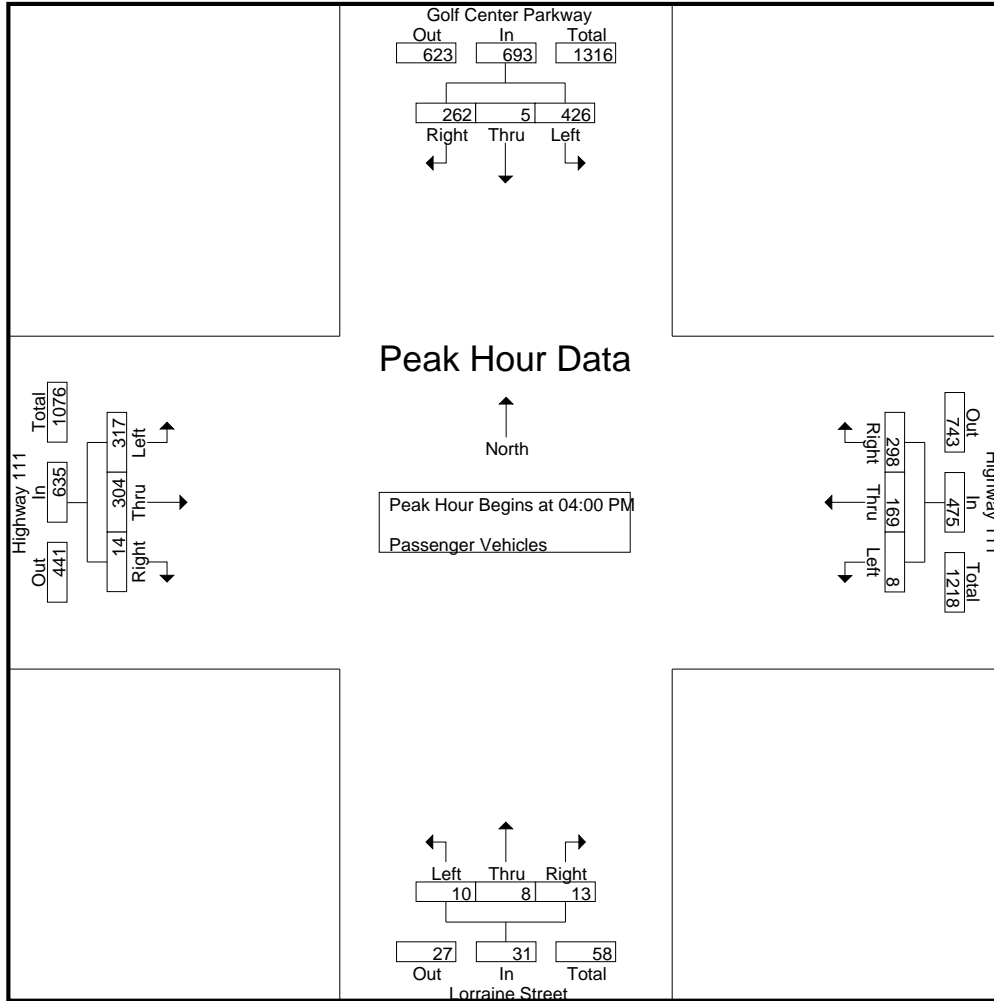 Golf Center Parkway
Out In Total
623 693 1316
262 5 426
Right Thru Left
Peak Hour Data
North
Peak Hour Begins at 04:00 PM
Passenger Vehicles
Highway 111
Out In Total
441 635 1076
14 304 317
Right Thru Left
Highway 111
Out In Total
743 475 1218
298 169 8
Right Thru Left
Left Thru Right
10 8 13
27 31 58
Out In Total
Lorraine Street